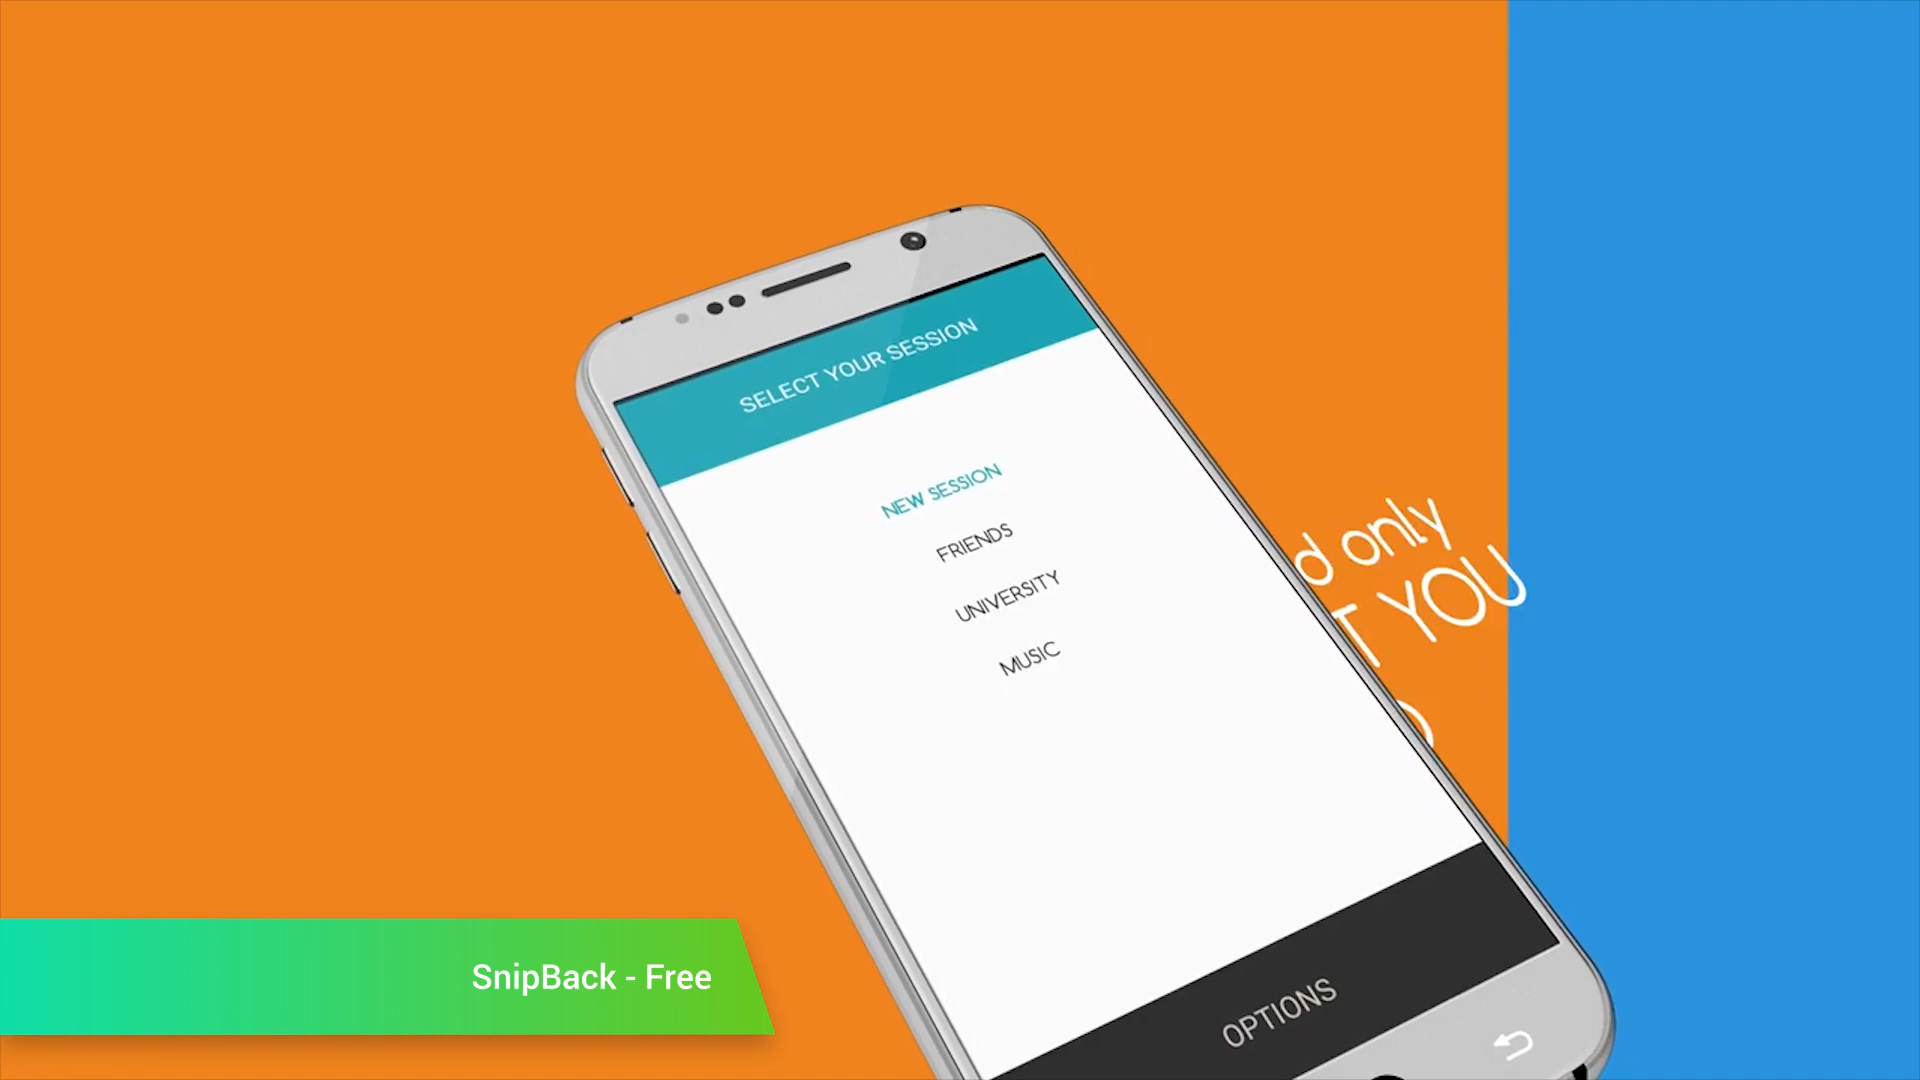 SELECT YOUR SESSION
NEW SESSION
FRIENDS
UNIVERSITY
MUSIC
OPTIONS
only
YOU
SnipBack - Free